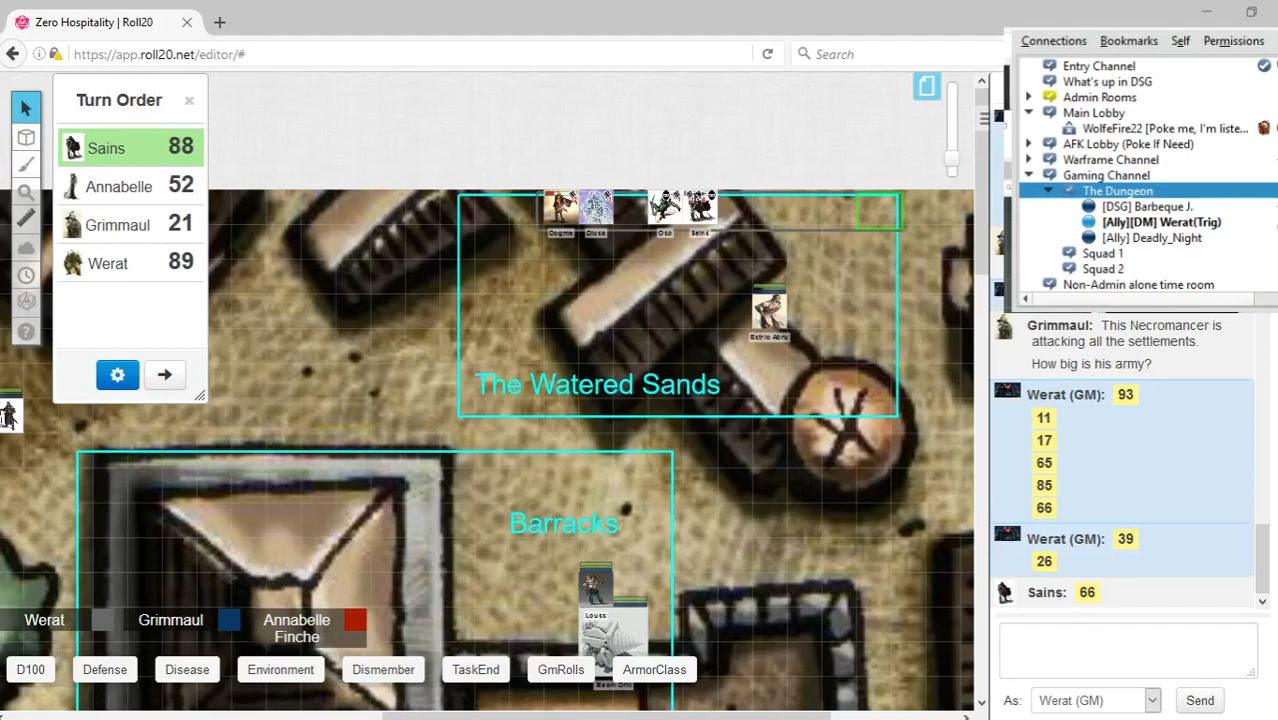 Zero Hospitality | Roll20
https://app.roll20.net/editor/#
Search
Turn Order
Sains 88
Annabelle 52
Grimmaul 21
Werat 89
Dogma
Oso
Sains
Estrio Abru
The Watered Sands
Barracks
Werat
Grimmaul
Annabelle
Finche
D100
Defense
Disease
Environment
Dismember
TaskEnd
GmRolls
ArmorClass
Connections Bookmarks Self Permissions
Entry Channel
What's up in DSG
Admin Rooms
Main Lobby
WolfeFire22 [Poke me, I'm liste...
AFK Lobby (Poke If Need)
Warframe Channel
Gaming Channel
The Dungeon
[DSG] Barbeque J.
[Ally][DM] Werat(Trig)
[Ally] Deadly_Night
Squad 1
Squad 2
Non-Admin alone time room
Grimmaul: This Necromancer is
attacking all the settlements.
How big is his army?
Werat (GM): 93
11
17
65
85
66
Werat (GM): 39
26
Sains: 66
As: Werat (GM) Send